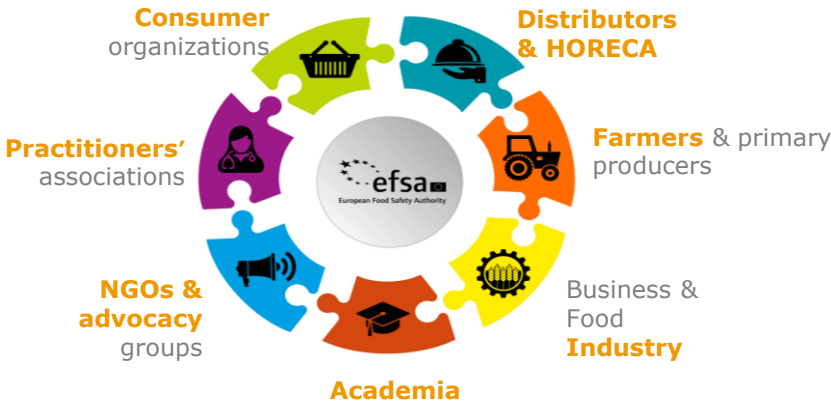 Consumer
organizations
Distributors
& HORECA
Practitioners’
associations
Farmers & primary
producers
efsa
European Food Safety Authority
NGOs &
advocacy
groups
Business &
Food
Industry
Academia